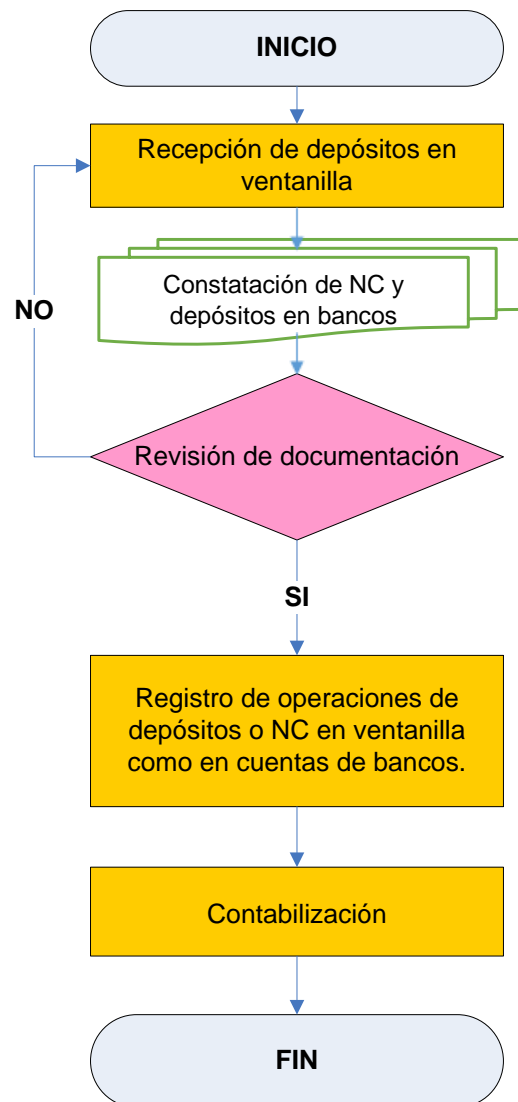 INICIO
Recepción de depósitos en
ventanilla
Constatación de NC y
depósitos en bancos
NO
Revisión de documentación
SI
Registro de operaciones de
depósitos o NC en ventanilla
como en cuentas de bancos.
Contabilización
FIN